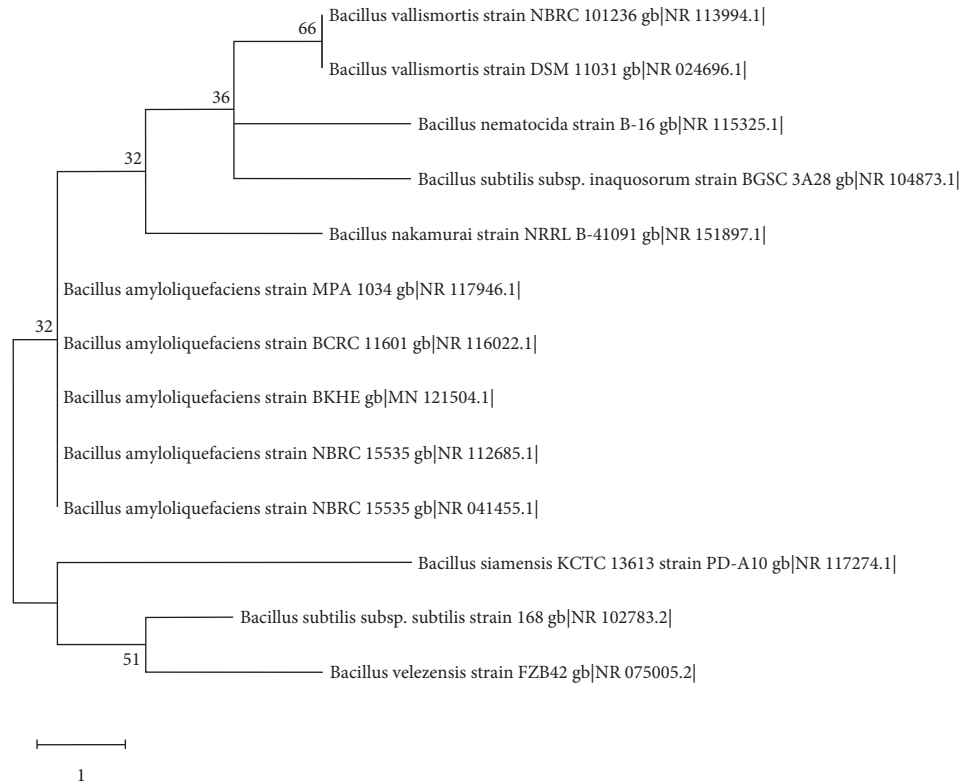 Bacillus vallismortis strain NBRC 101236 gb|NR 113994.1|
66
Bacillus vallismortis strain DSM 11031 gb|NR 024696.1|
36
Bacillus nematocida strain B-16 gb|NR 115325.1|
32
Bacillus subtilis subsp. inaquosorum strain BGSC 3A28 gb|NR 104873.1|
Bacillus nakamurai strain NRRL B-41091 gb|NR 151897.1|
Bacillus amyloliquefaciens strain MPA 1034 gb|NR 117946.1|
32
Bacillus amyloliquefaciens strain BCRC 11601 gb|NR 116022.1|
Bacillus amyloliquefaciens strain BKHE gb|MN 121504.1|
Bacillus amyloliquefaciens strain NBRC 15535 gb|NR 112685.1|
Bacillus amyloliquefaciens strain NBRC 15535 gb|NR 041455.1|
Bacillus siamensis KCTC 13613 strain PD-A10 gb|NR 117274.1|
Bacillus subtilis subsp. subtilis strain 168 gb|NR 102783.2|
51
Bacillus velezensis strain FZB42 gb|NR 075005.2|
1